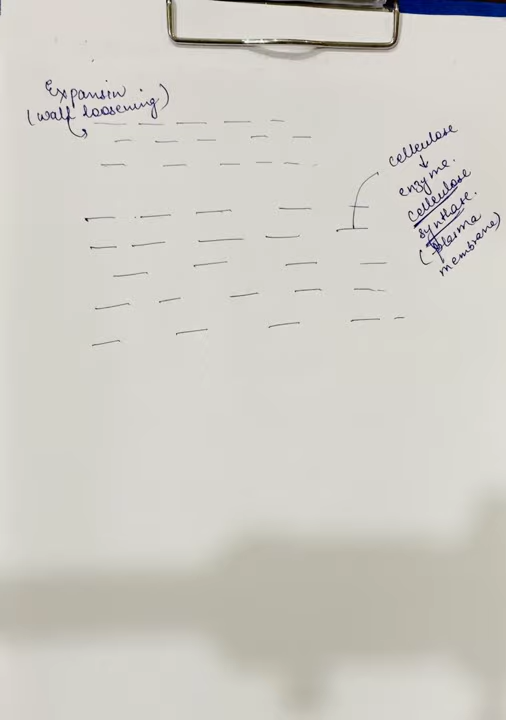 Expansin
(wall loosening)
cellulose
↓
enzyme.
cellulose
synthase.
(plasma
membrane)